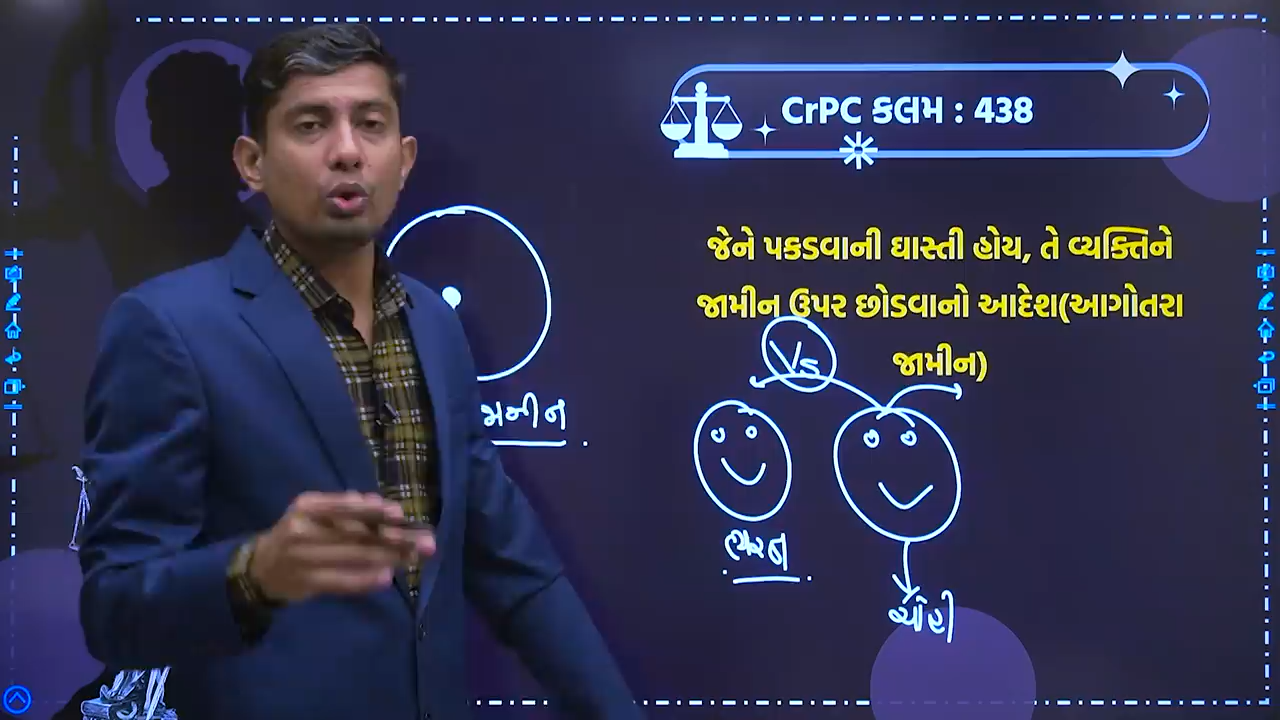 CrPC કલમ : 438
જેને પકડવાની ઘાસ્તી હોય, તે વ્યક્તિને
જામીન ઉપર છોડવાનો આદેશ(આગોતરા
જામીન)
Vs